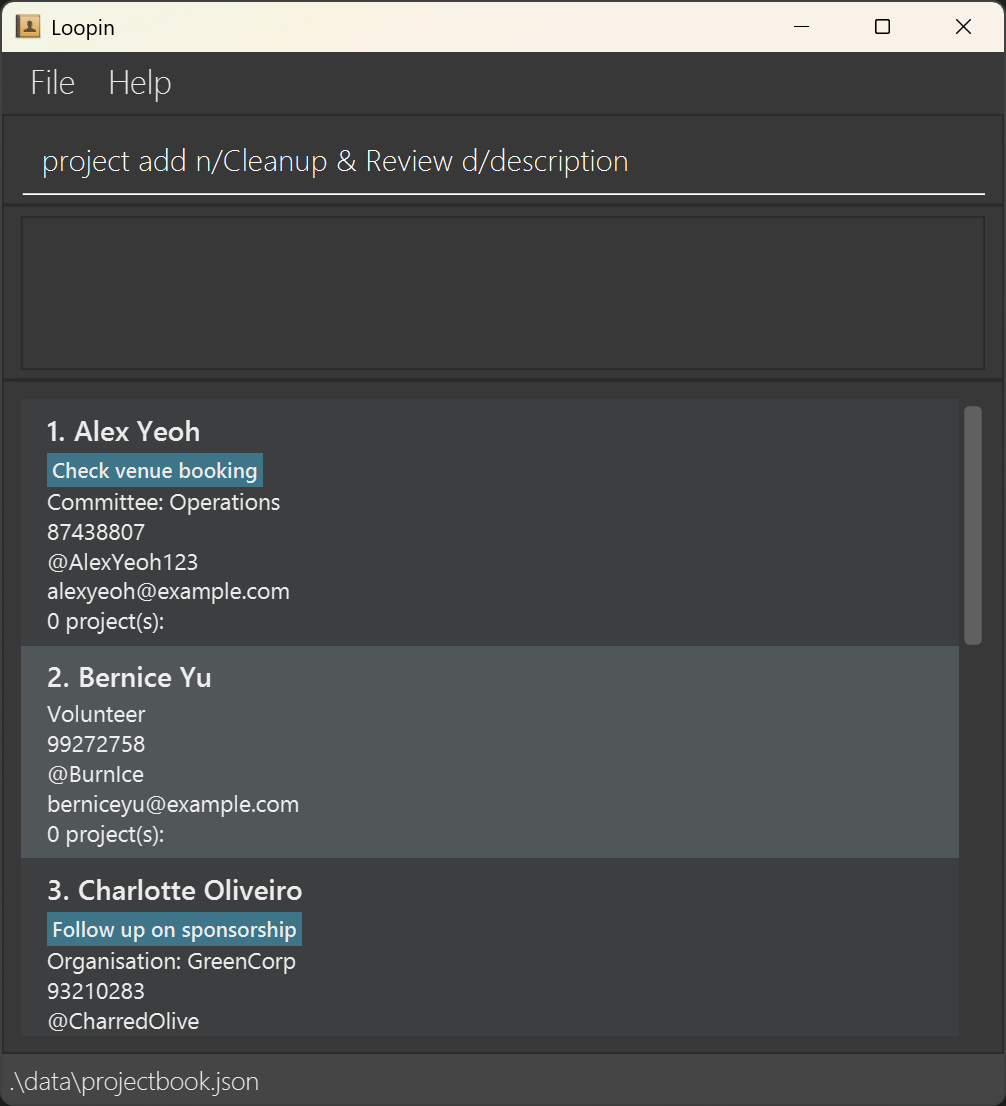 Loopin
File Help
project add n/Cleanup & Review d/description
1. Alex Yeoh
Check venue booking
Committee: Operations
87438807
@AlexYeoh123
alexyeoh@example.com
0 project(s):
2. Bernice Yu
Volunteer
99272758
@BurnIce
berniceyu@example.com
0 project(s):
3. Charlotte Oliveiro
Follow up on sponsorship
Organisation: GreenCorp
93210283
@CharredOlive
.\data\projectbook.json